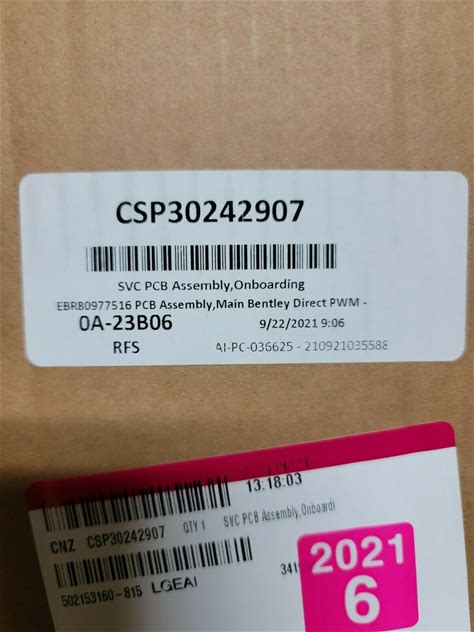 CSP30242907
SVC PCB Assembly,Onboarding
EBR80977516 PCB Assembly,Main Bentley Direct PWM -
0A-23B06 9/22/2021 9:06
RFS AI-PC-036625 - 210921035588
13.18.03
CNZ CSP30242907 QTY 1 SVC PCB Assembly,Onboardi
502153160-815 LGEAI 341
2021
6